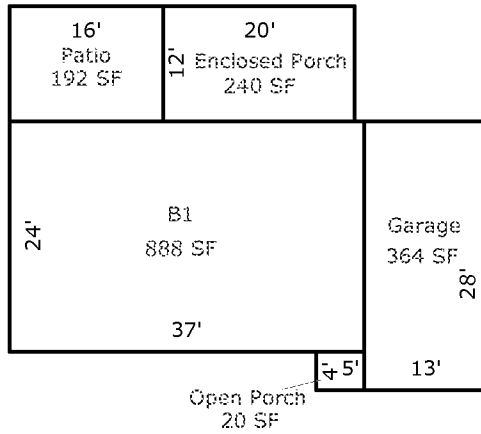 16'
Patio
192 SF
12'
20'
Enclosed Porch
240 SF
24'
B1
888 SF
37'
Garage
364 SF
28'
13'
4'
5'
Open Porch
20 SF